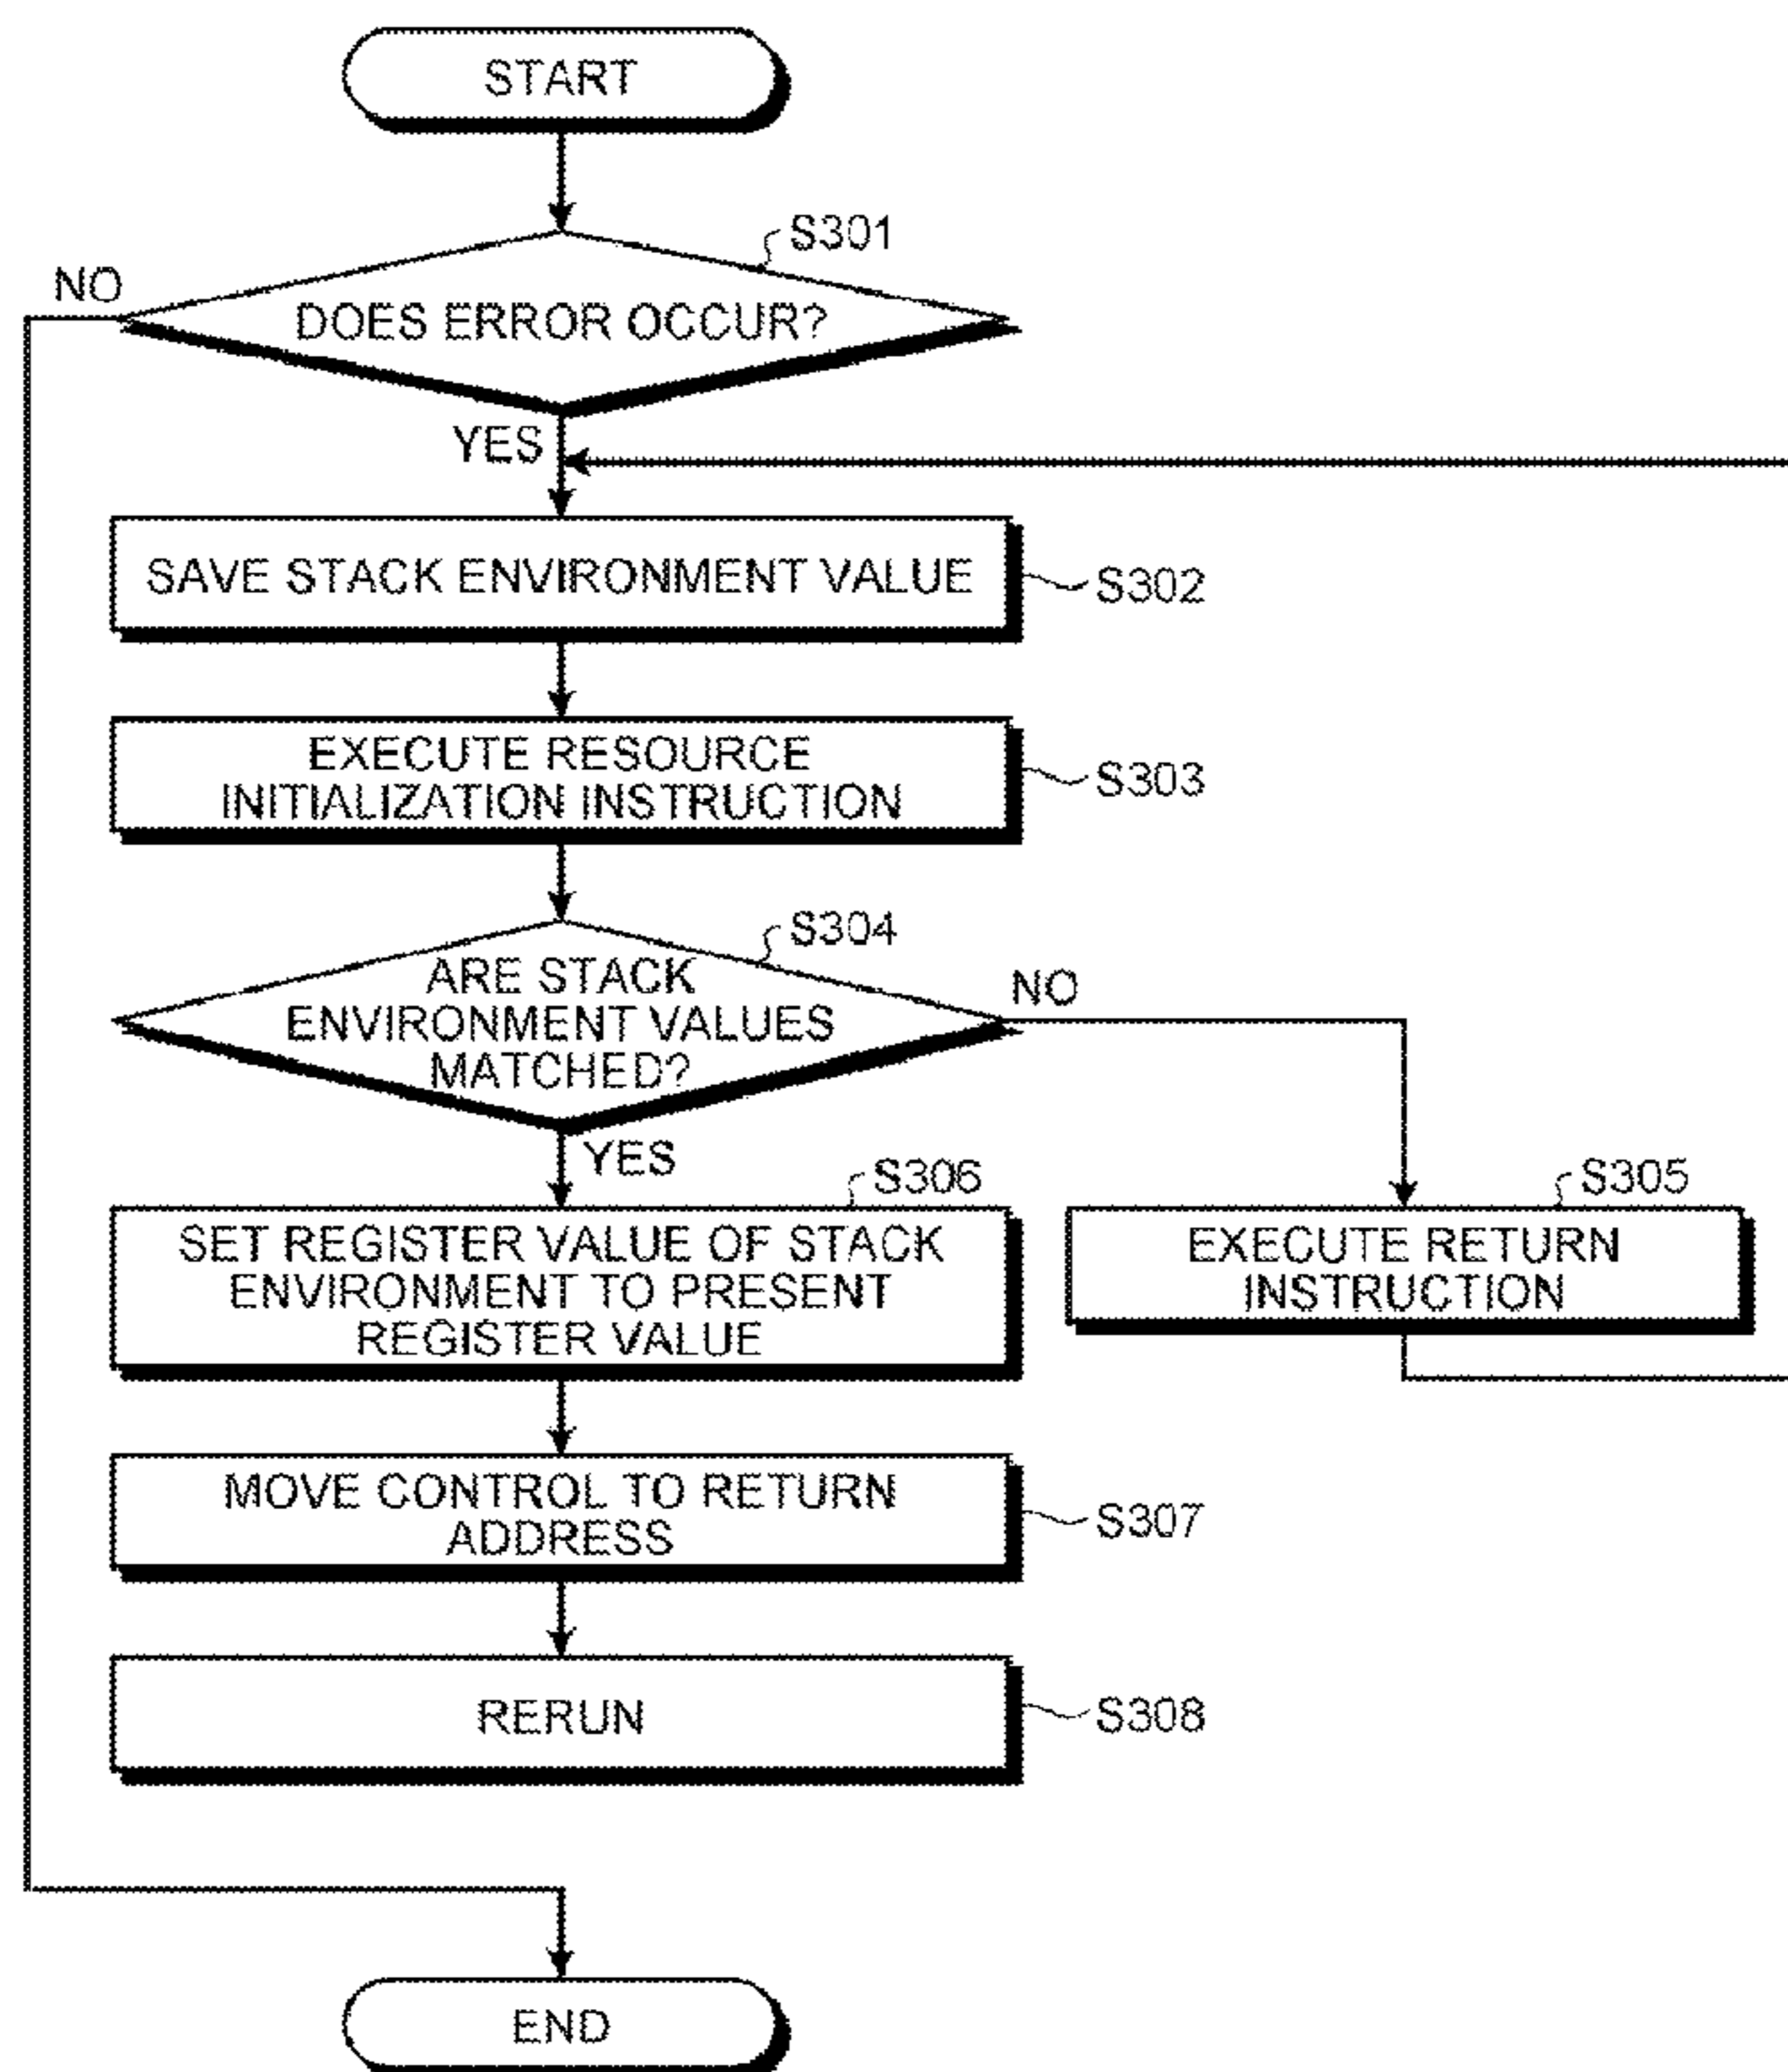 START
S301
NO
DOES ERROR OCCUR?
YES
SAVE STACK ENVIRONMENT VALUE
S302
EXECUTE RESOURCE
INITIALIZATION INSTRUCTION
S303
S304
ARE STACK
ENVIRONMENT VALUES
MATCHED?
NO
YES
S306
SET REGISTER VALUE OF STACK
ENVIRONMENT TO PRESENT
REGISTER VALUE
S305
EXECUTE RETURN
INSTRUCTION
MOVE CONTROL TO RETURN
ADDRESS
S307
RERUN
S308
END